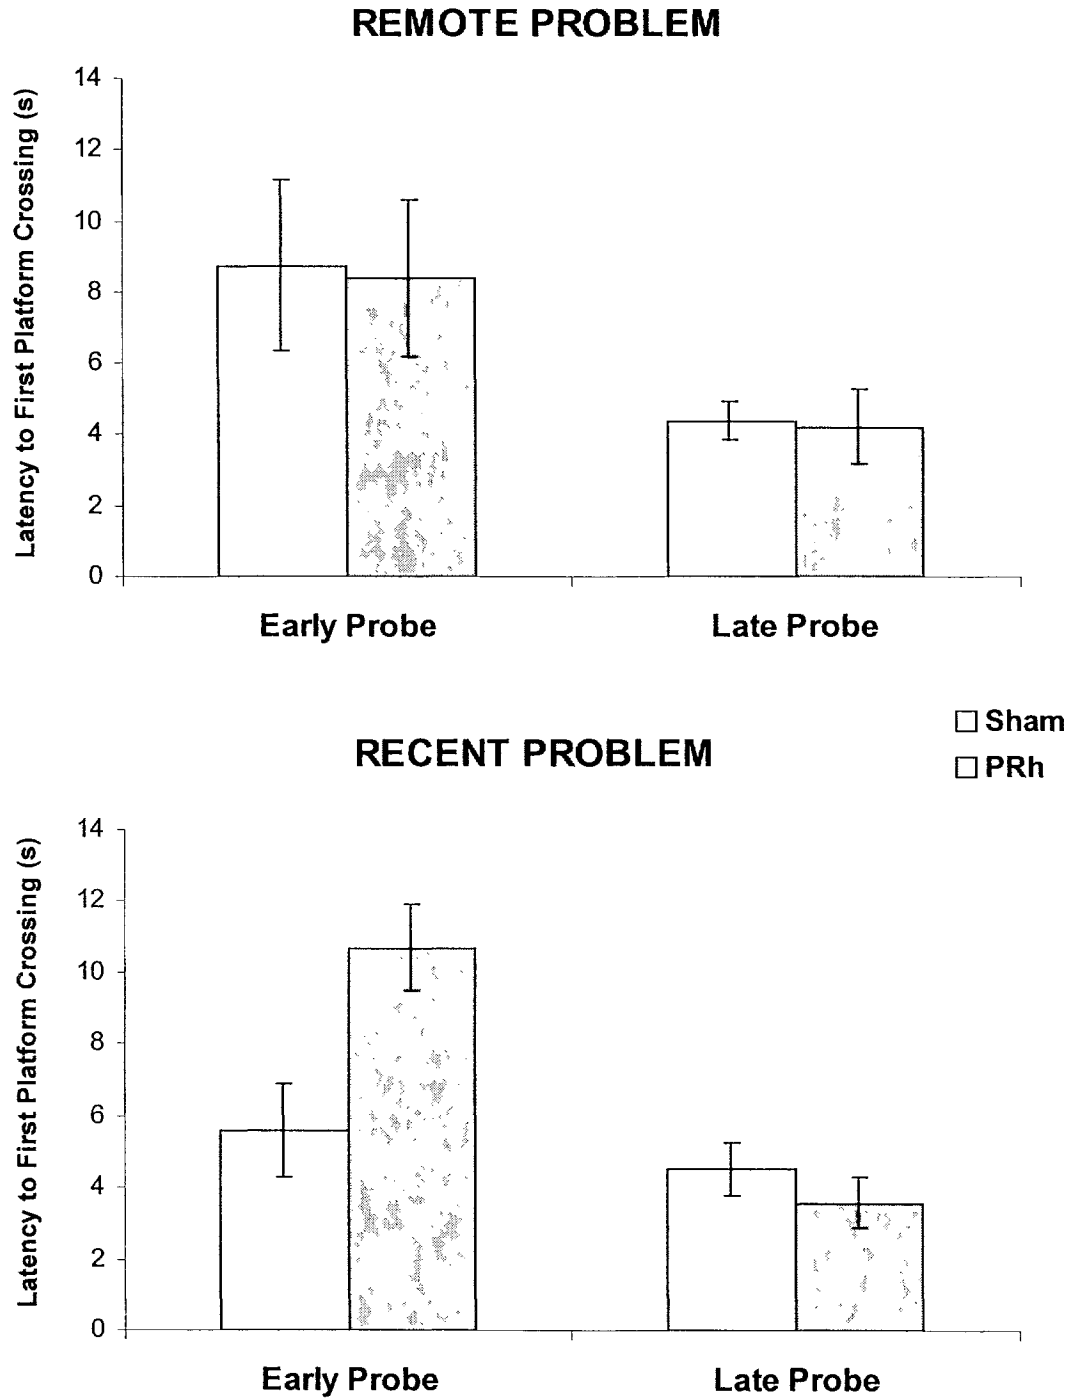 REMOTE PROBLEM
Latency to First Platform Crossing (s)
14
12
10
8
6
4
2
0
Early Probe
Late Probe
Sham
PRh
RECENT PROBLEM
Latency to First Platform Crossing (s)
14
12
10
8
6
4
2
0
Early Probe
Late Probe